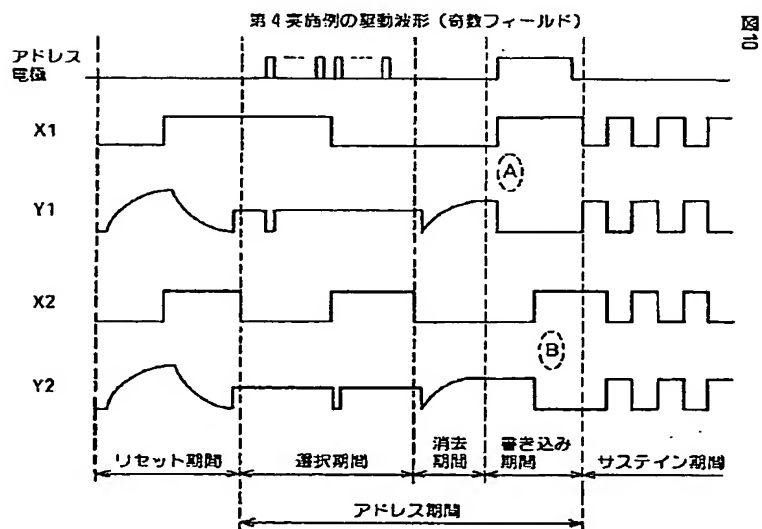 第4実施例の駆動波形（奇数フィールド）
図10
アドレス
電極
X1
A
Y1
X2
B
Y2
リセット期間
選択期間
消去
期間
書き込み
期間
サステイン期間
アドレス期間